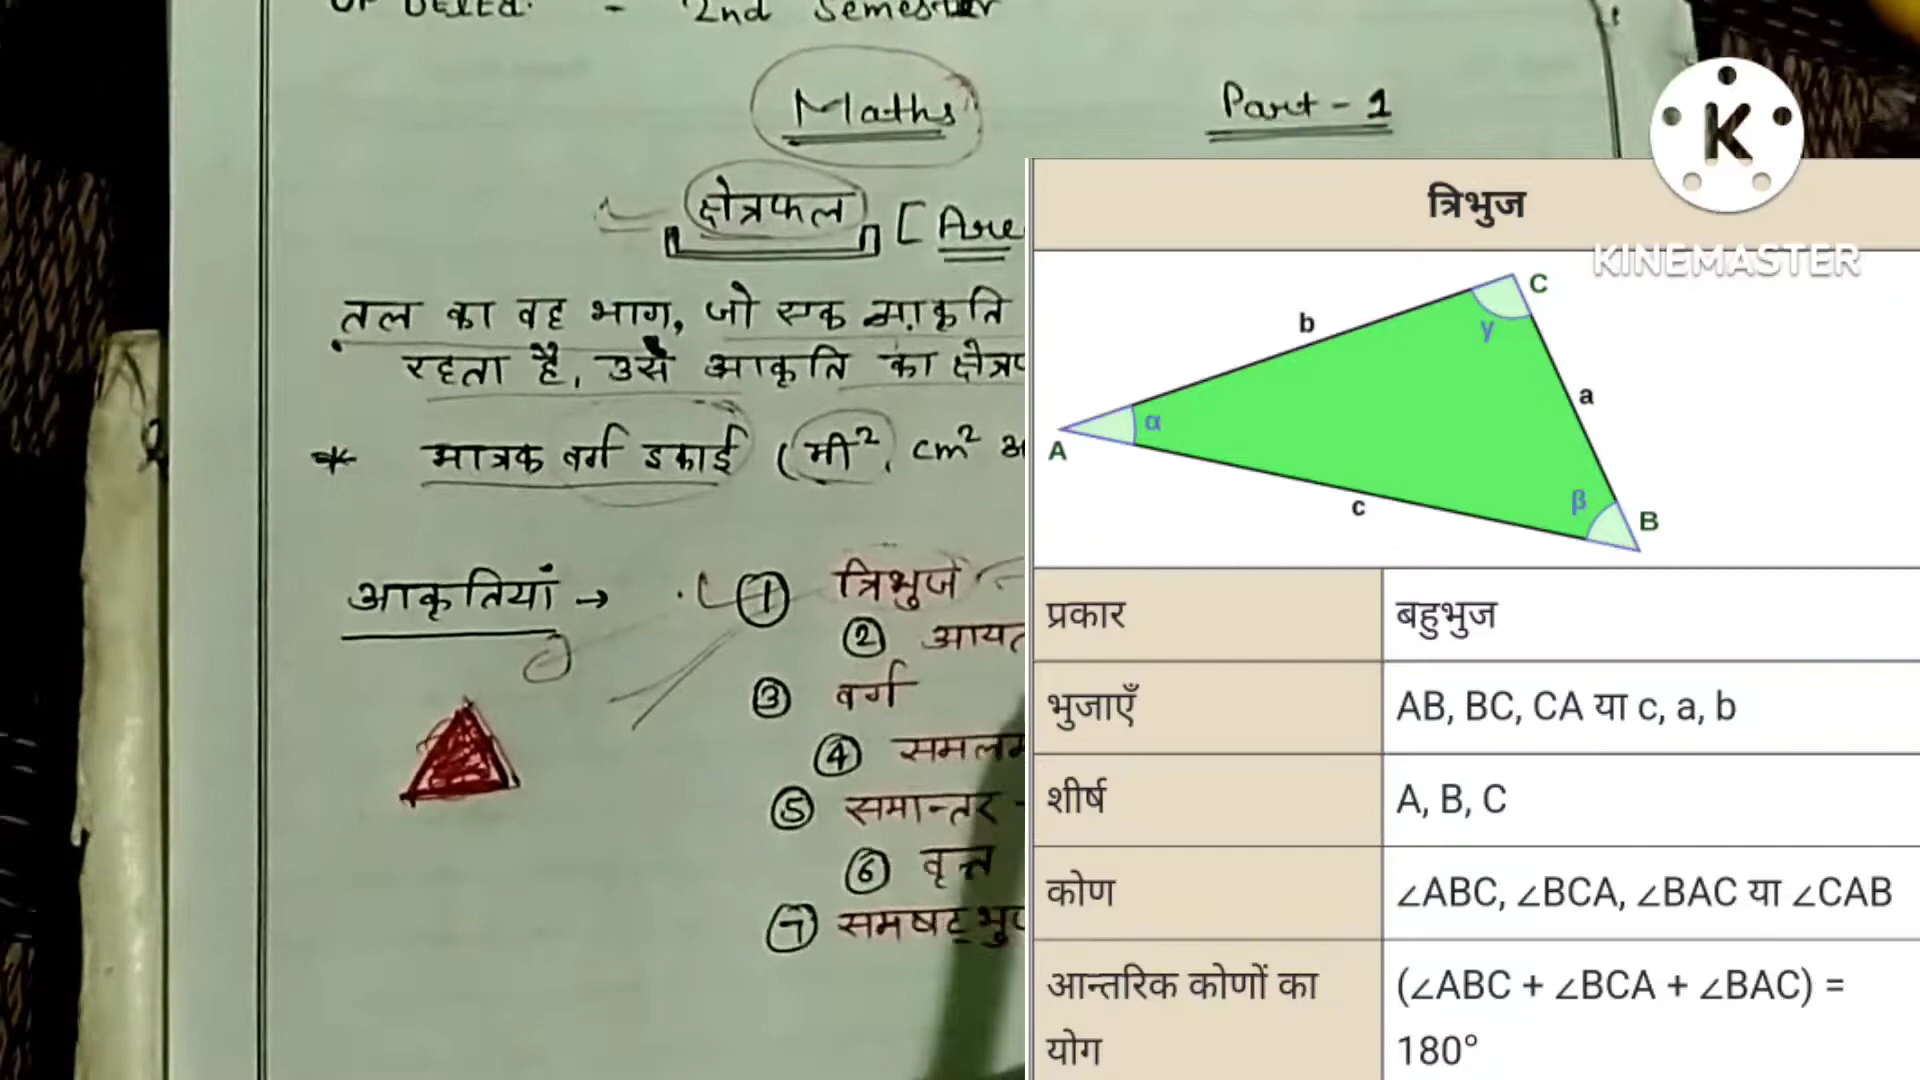 2nd Semester
Maths
Part - 1
क्षेत्रफल [Are
तल का वह भाग, जो एक आकृति
रहता है, उसे आकृति का क्षेत्रफ
* मात्रक वर्ग इकाई (मी², cm²
आकृतियां → ① त्रिभुज
② आयत
③ वर्ग
④ समलम
⑤ समान्तर -
⑥ वृत्त
⑦ समषट्भुज
K
KINEMASTER
त्रिभुज
C
b
γ
a
α
A
β
B
c
प्रकार बहुभुज
भुजाएँ AB, BC, CA या c, a, b
शीर्ष A, B, C
कोण ∠ABC, ∠BCA, ∠BAC या ∠CAB
आन्तरिक कोणों का (∠ABC + ∠BCA + ∠BAC) =
योग 180°